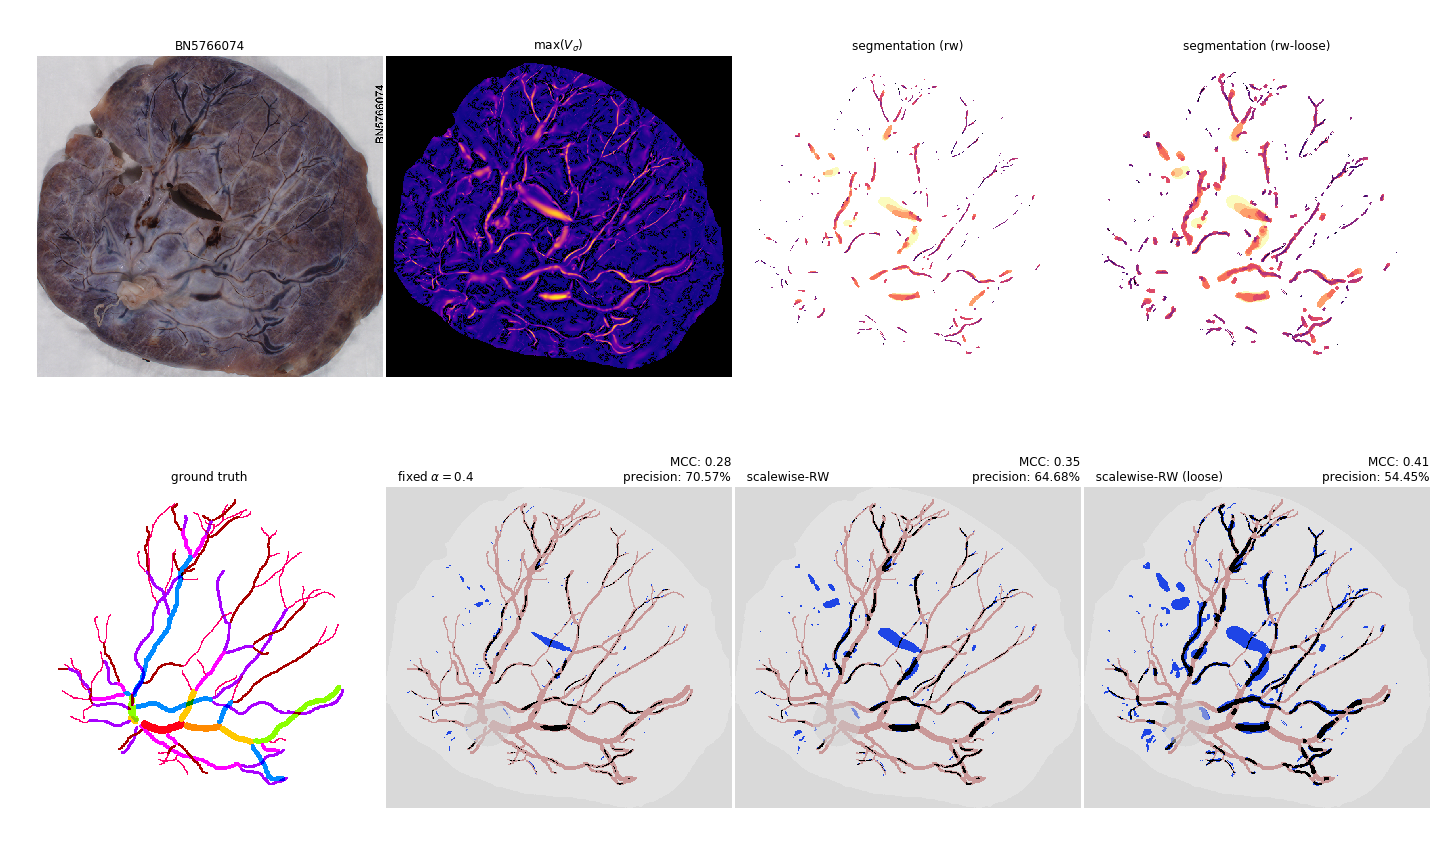 BN5766074
max(V_σ)
segmentation (rw)
segmentation (rw-loose)
BN5766074
ground truth
fixed α = 0.4
MCC: 0.28
precision: 70.57%
scalewise-RW
MCC: 0.35
precision: 64.68%
scalewise-RW (loose)
MCC: 0.41
precision: 54.45%